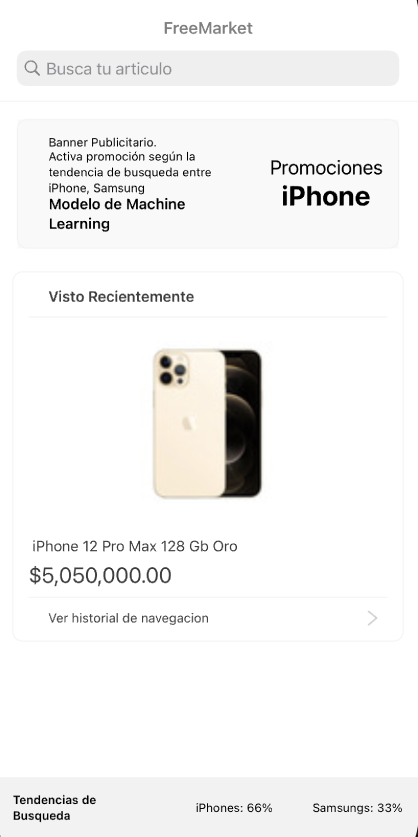 FreeMarket
Busca tu articulo
Banner Publicitario.
Activa promoción según la
tendencia de busqueda entre
iPhone, Samsung
Modelo de Machine
Learning
Promociones
iPhone
Visto Recientemente
iPhone 12 Pro Max 128 Gb Oro
$5,050,000.00
Ver historial de navegacion
Tendencias de
Busqueda
iPhones: 66%
Samsungs: 33%